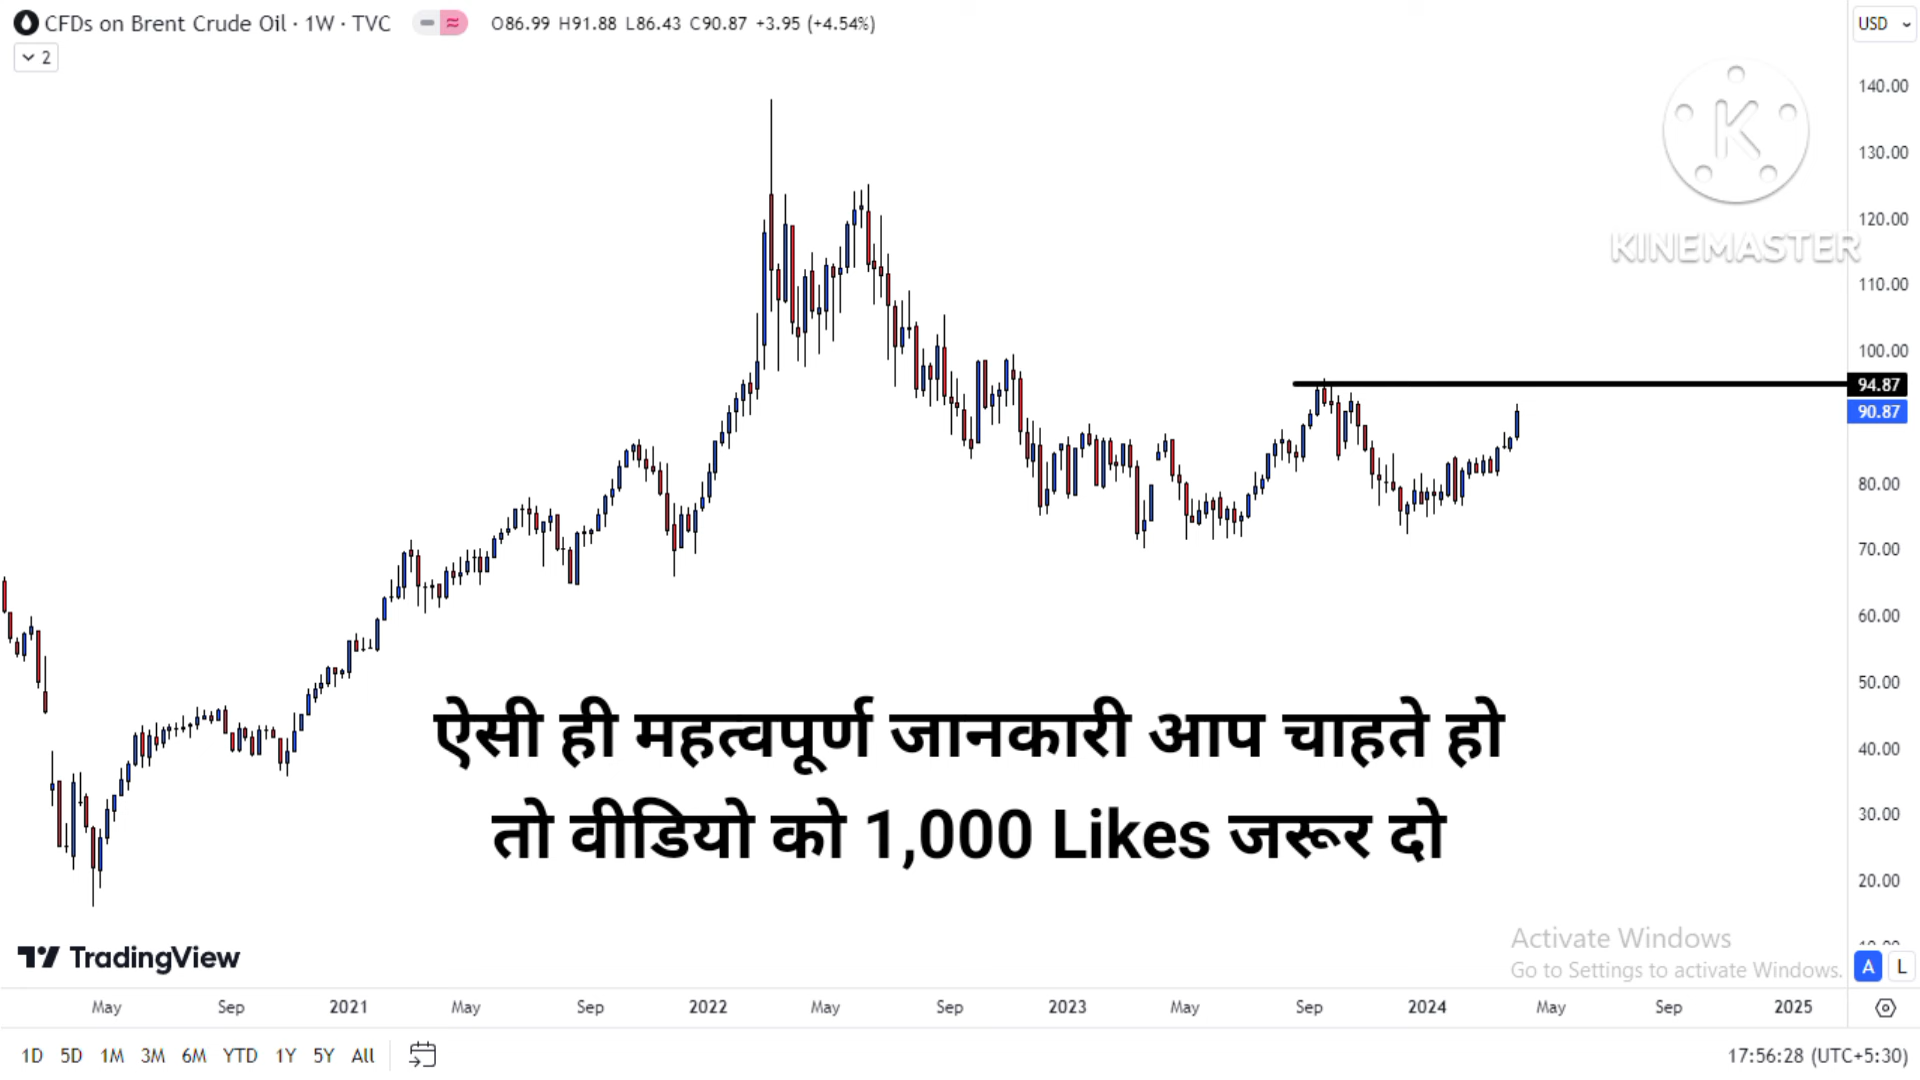 CFDs on Brent Crude Oil · 1W · TVC O86.99 H91.88 L86.43 C90.87 +3.95 (+4.54%) USD
2
140.00
130.00
120.00
KINEMASTER
110.00
100.00
94.87
90.87
80.00
70.00
60.00
50.00
ऐसी ही महत्वपूर्ण जानकारी आप चाहते हो
40.00
तो वीडियो को 1,000 Likes जरूर दो
30.00
20.00
Activate Windows
TradingView
Go to Settings to activate Windows.
A L
May Sep 2021 May Sep 2022 May Sep 2023 May Sep 2024 May Sep 2025
1D 5D 1M 3M 6M YTD 1Y 5Y All 17:56:28 (UTC+5:30)